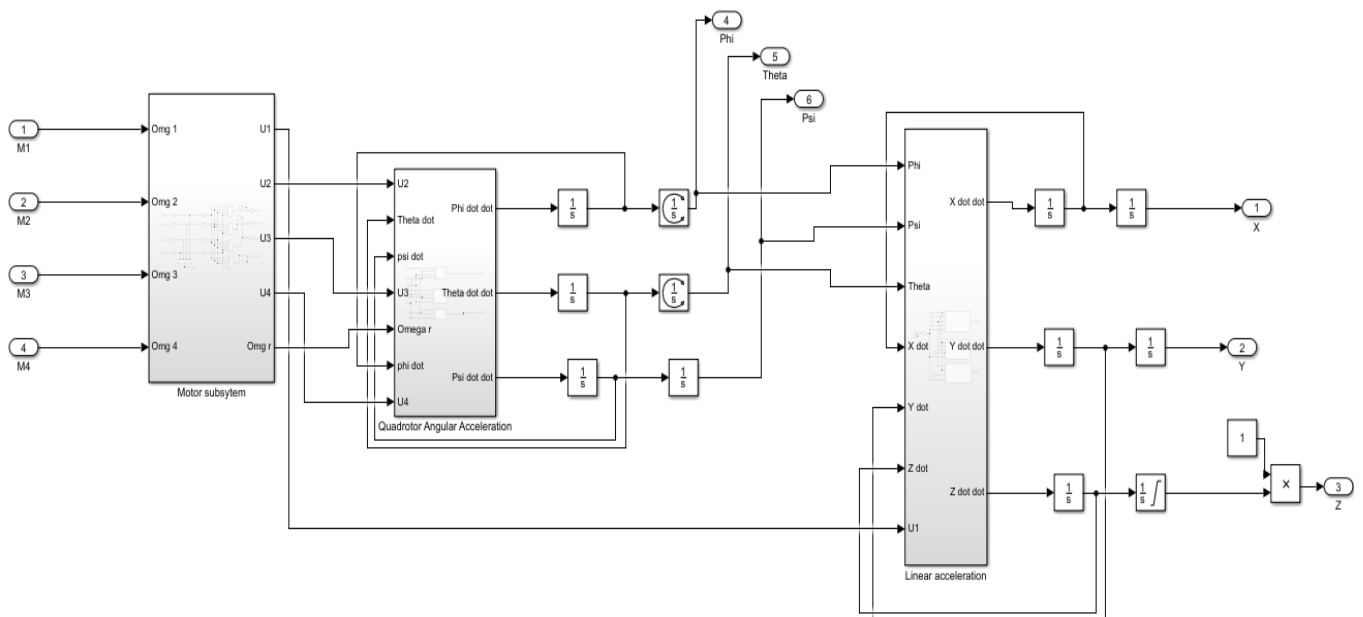 4
Phi
5
Theta
6
Psi
1
M1
2
M2
3
M3
4
M4
Omg 1
Omg 2
Omg 3
Omg 4
U1
U2
U3
U4
Omg r
Motor subsytem
U2
Theta dot
psi dot
U3
Omega r
phi dot
U4
Phi dot dot
Theta dot dot
Psi dot dot
Quadrotor Angular Acceleration
1
s
1
s
1
s
1
s
1
s
1
s
Phi
Psi
Theta
X dot
Y dot
Z dot
U1
X dot dot
Y dot dot
Z dot dot
Linear acceleration
1
s
1
s
1
X
1
s
1
s
2
Y
1
1
s
1
s
×
3
Z